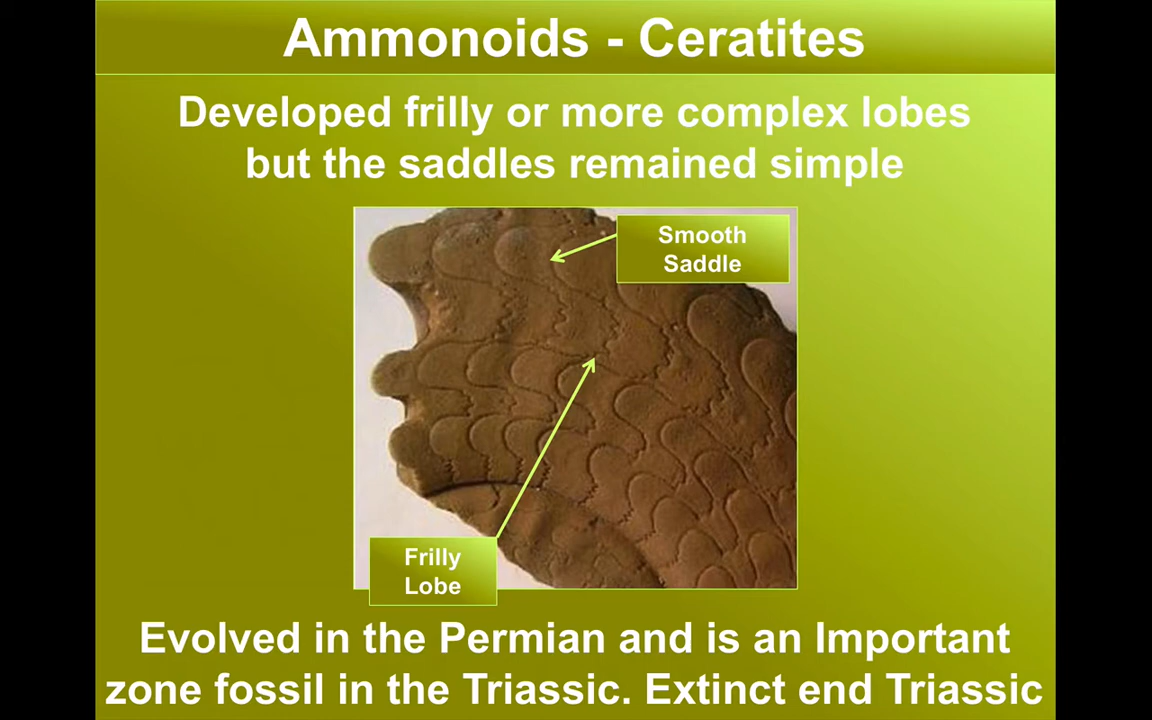 Ammonoids - Ceratites
Developed frilly or more complex lobes
but the saddles remained simple
Smooth
Saddle
Frilly
Lobe
Evolved in the Permian and is an Important
zone fossil in the Triassic. Extinct end Triassic